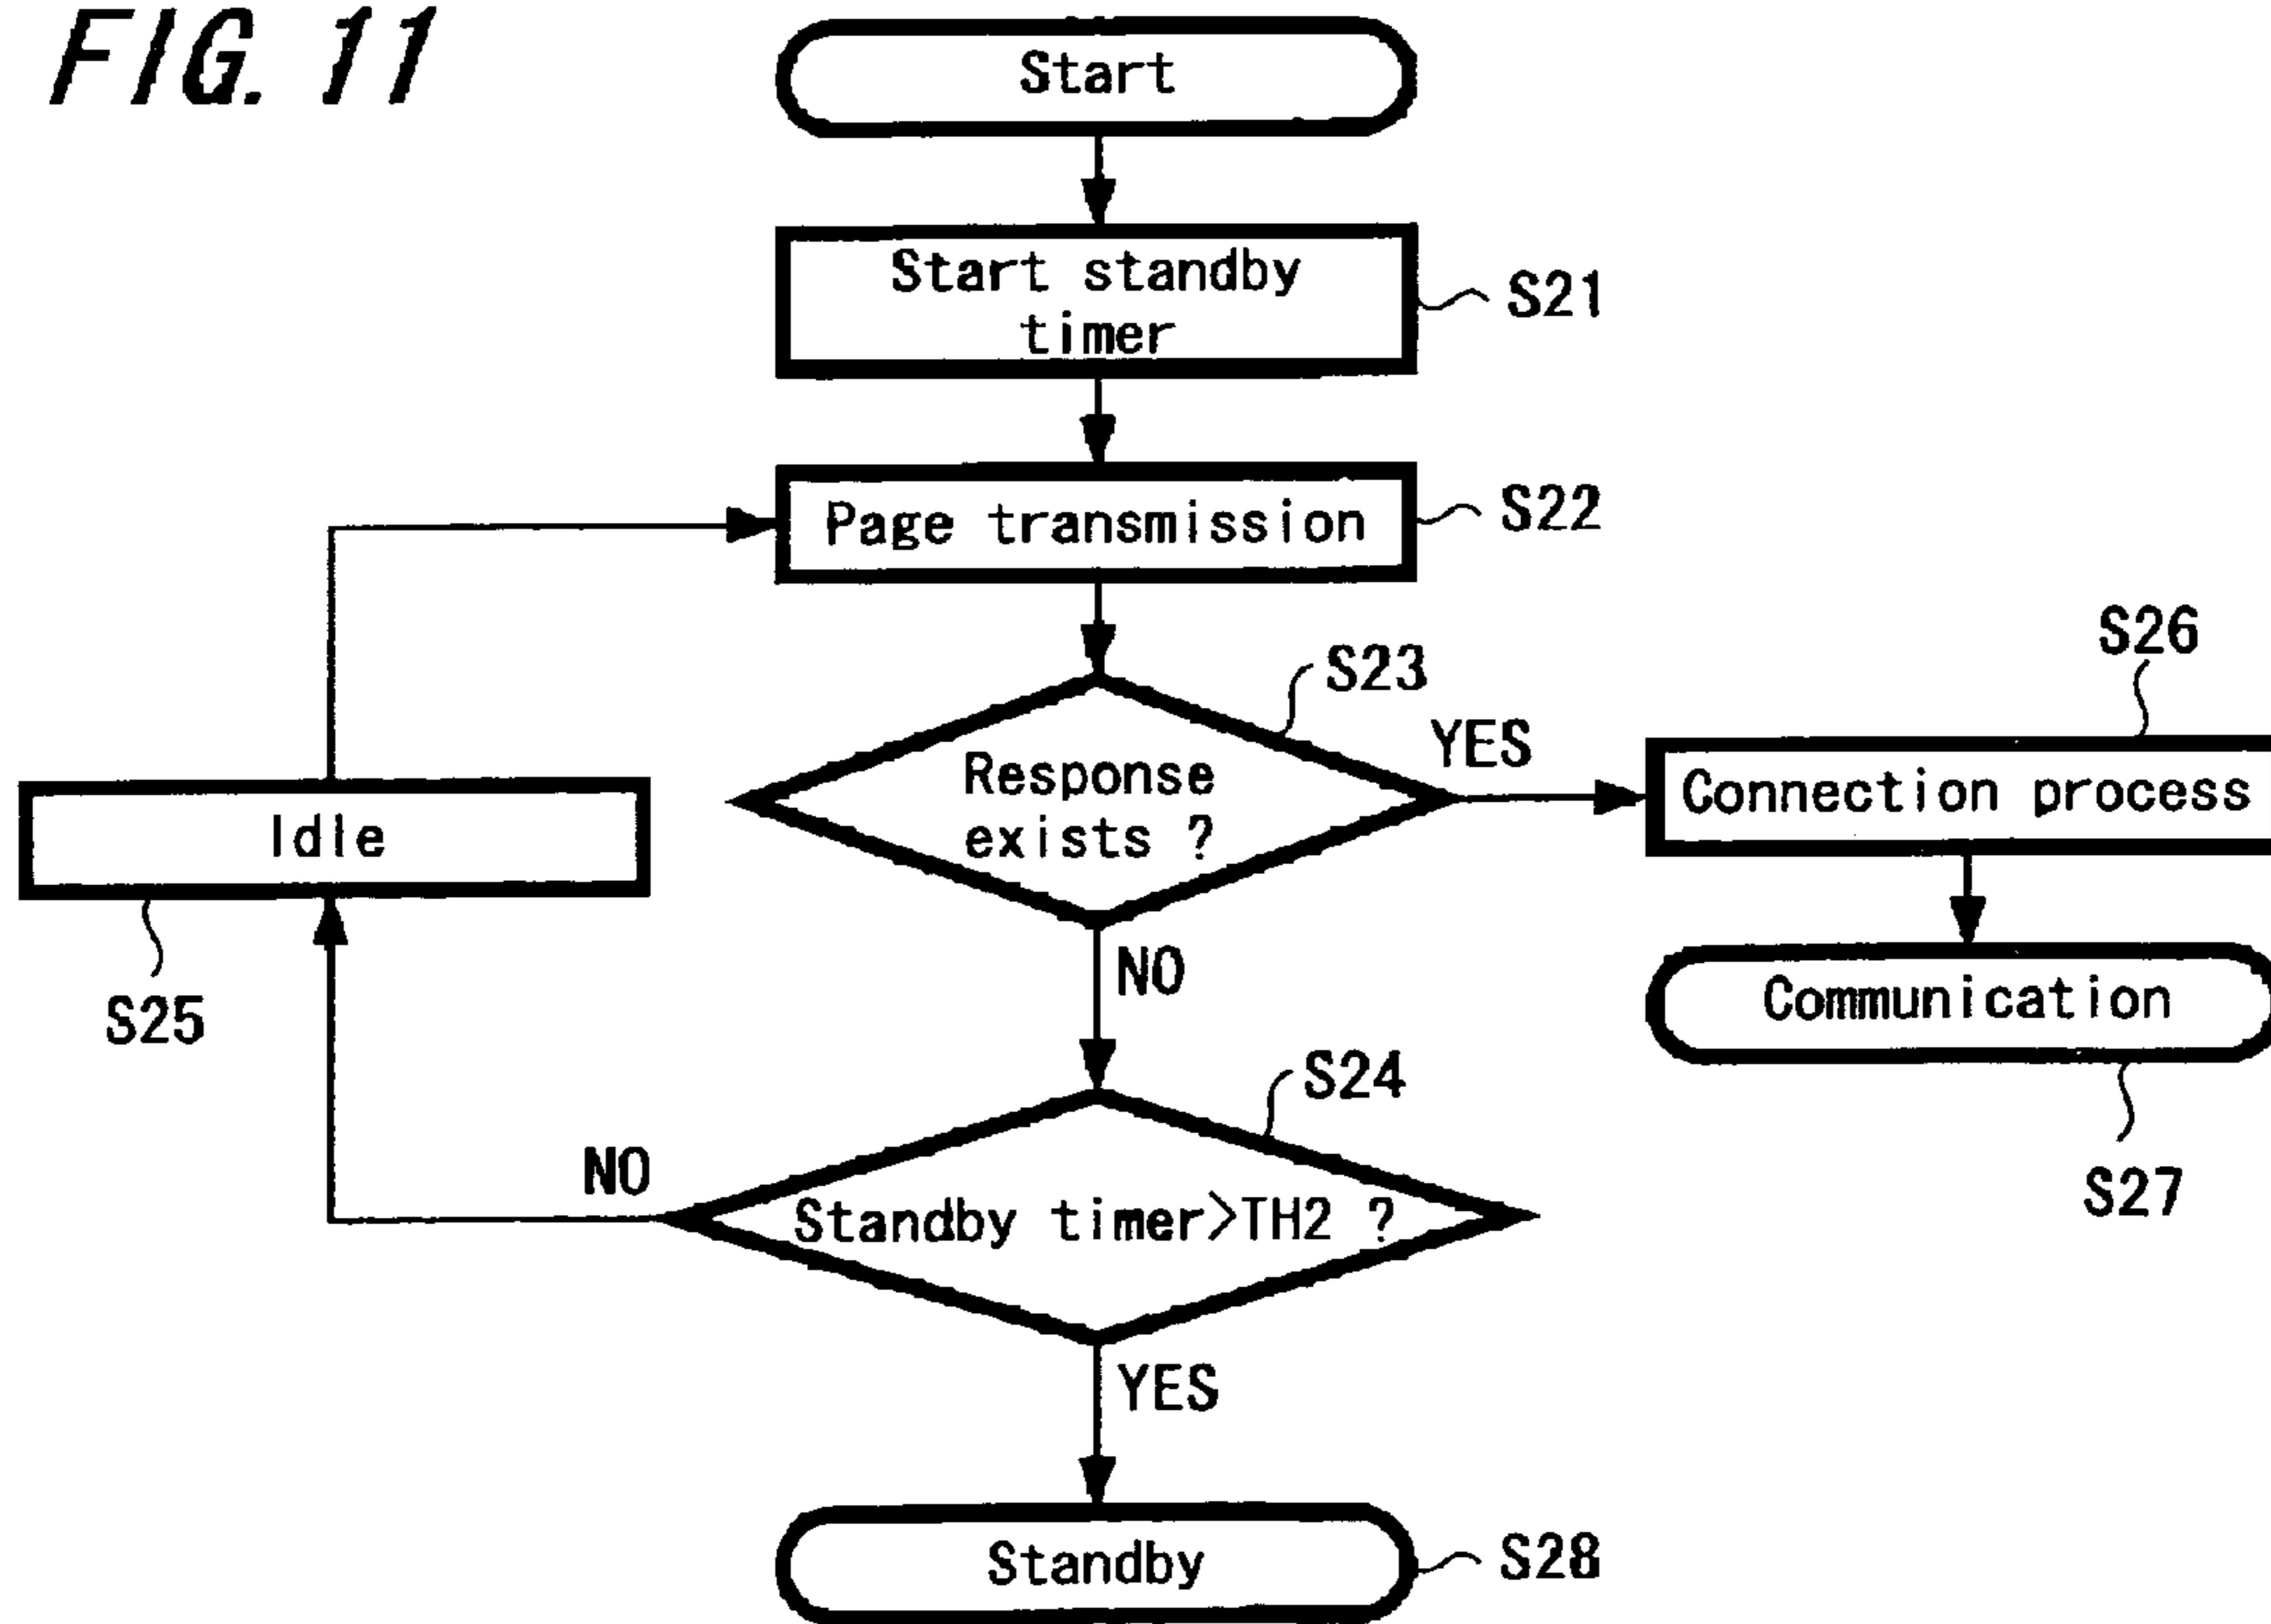 FIG. 11
Start
Start standby
timer
S21
Page transmission
S22
S23
Response
exists ?
YES
S26
Connection process
Idle
S25
NO
Communication
S27
S24
NO
Standby timer>TH2 ?
YES
Standby
S28